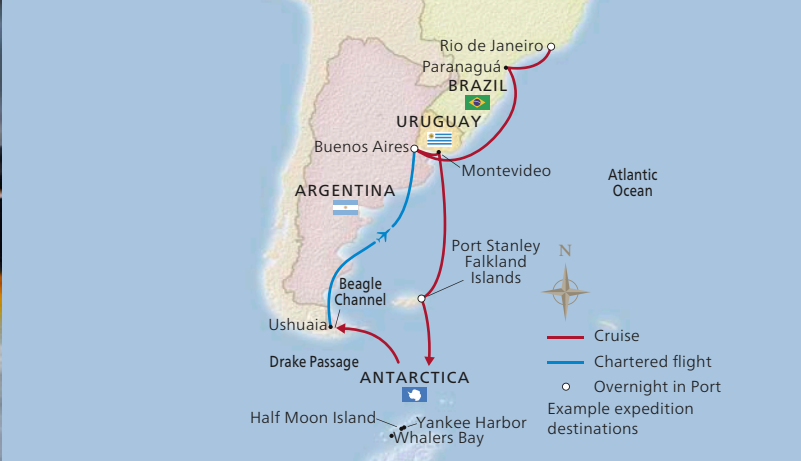 Rio de Janeiro
Paranaguá
BRAZIL
URUGUAY
Buenos Aires
Montevideo
Atlantic
Ocean
ARGENTINA
Port Stanley
Falkland
Islands
N
Beagle
Channel
Ushuaia
Cruise
Drake Passage
Chartered flight
ANTARCTICA
Overnight in Port
Example expedition
destinations
Half Moon Island
Yankee Harbor
Whalers Bay